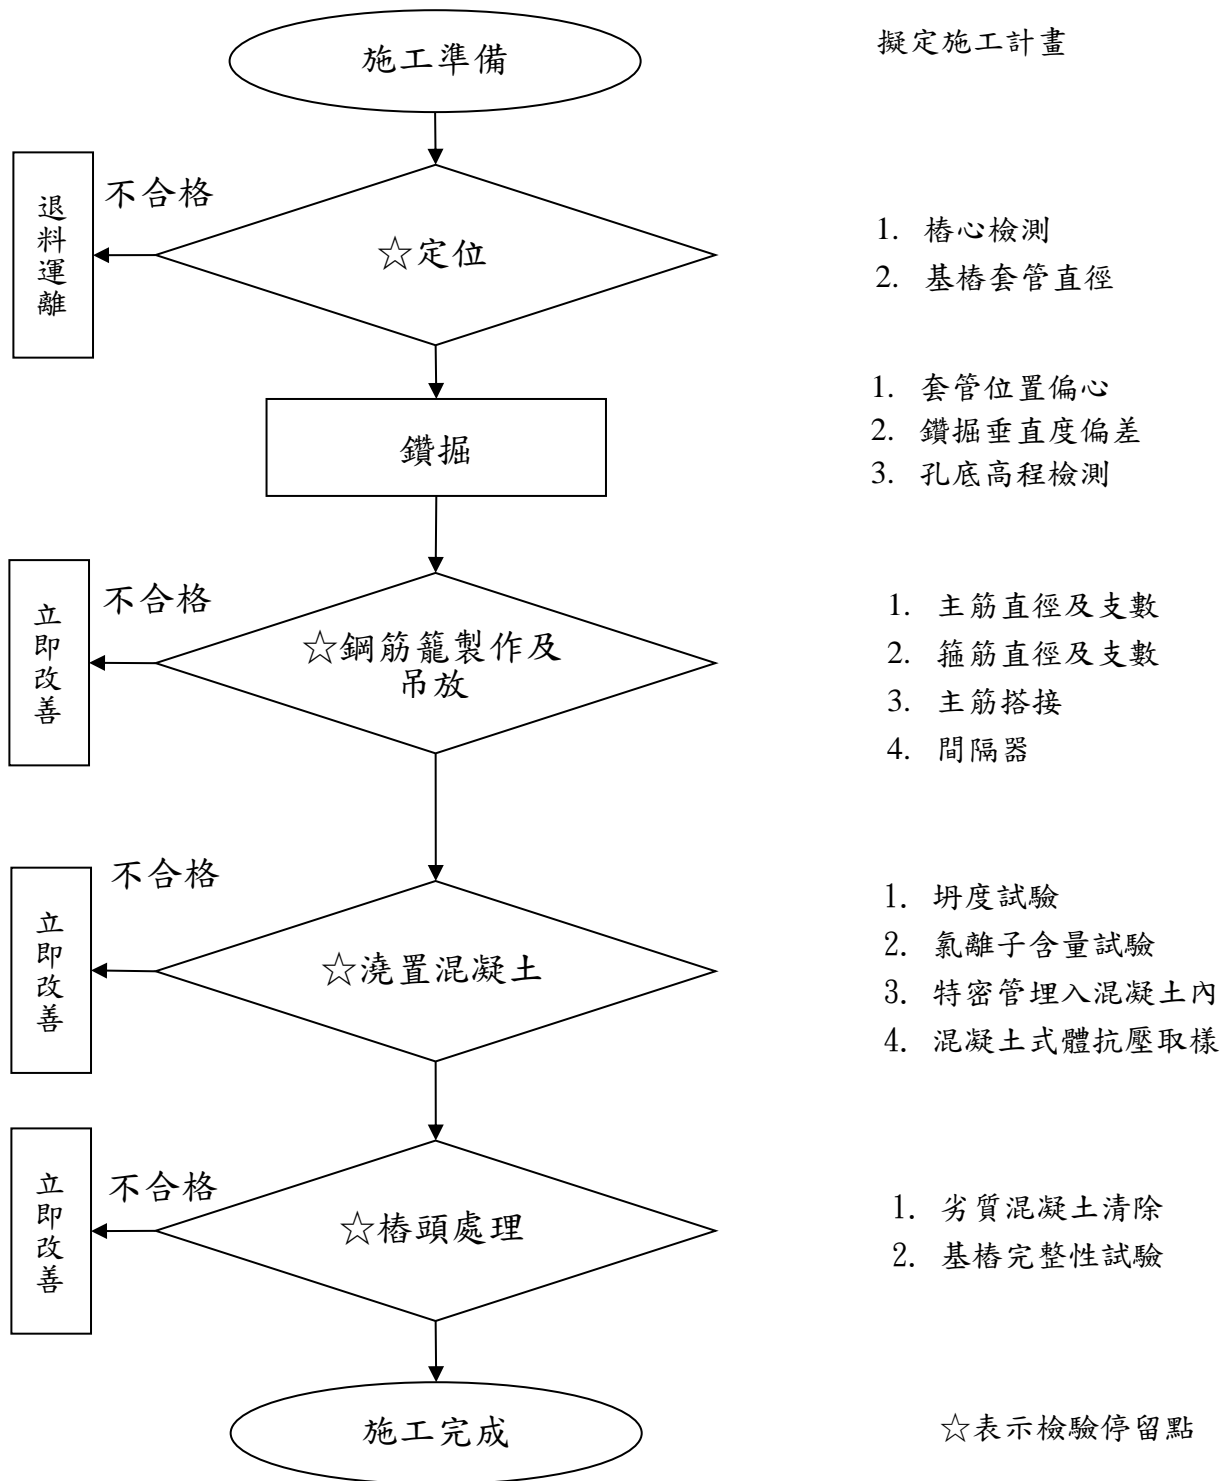 施工準備
擬定施工計畫
不合格
退料運離
☆定位
1. 樁心檢測
2. 基樁套管直徑
鑽掘
1. 套管位置偏心
2. 鑽掘垂直度偏差
3. 孔底高程檢測
不合格
立即改善
☆鋼筋籠製作及
吊放
1. 主筋直徑及支數
2. 箍筋直徑及支數
3. 主筋搭接
4. 間隔器
不合格
立即改善
☆澆置混凝土
1. 坍度試驗
2. 氯離子含量試驗
3. 特密管埋入混凝土內
4. 混凝土式體抗壓取樣
不合格
立即改善
☆樁頭處理
1. 劣質混凝土清除
2. 基樁完整性試驗
施工完成
☆表示檢驗停留點